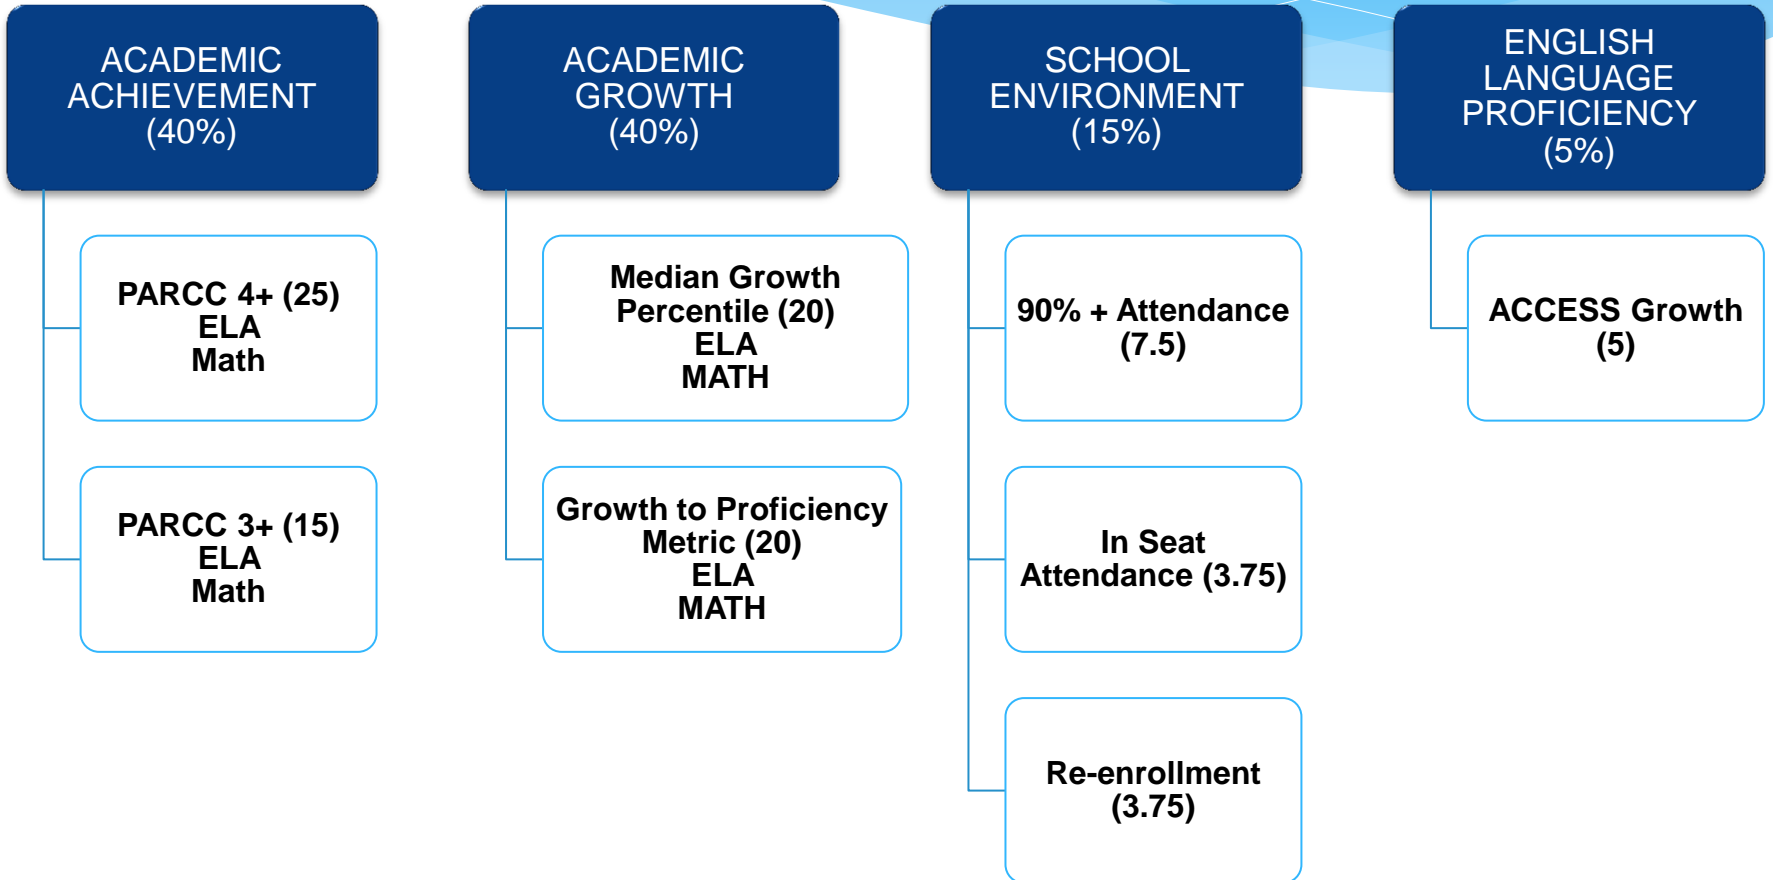 ACADEMIC
ACHIEVEMENT
(40%)
PARCC 4+ (25)
ELA
Math
PARCC 3+ (15)
ELA
Math
ACADEMIC
GROWTH
(40%)
Median Growth
Percentile (20)
ELA
MATH
Growth to Proficiency
Metric (20)
ELA
MATH
SCHOOL
ENVIRONMENT
(15%)
90% + Attendance
(7.5)
In Seat
Attendance (3.75)
Re-enrollment
(3.75)
ENGLISH
LANGUAGE
PROFICIENCY
(5%)
ACCESS Growth
(5)